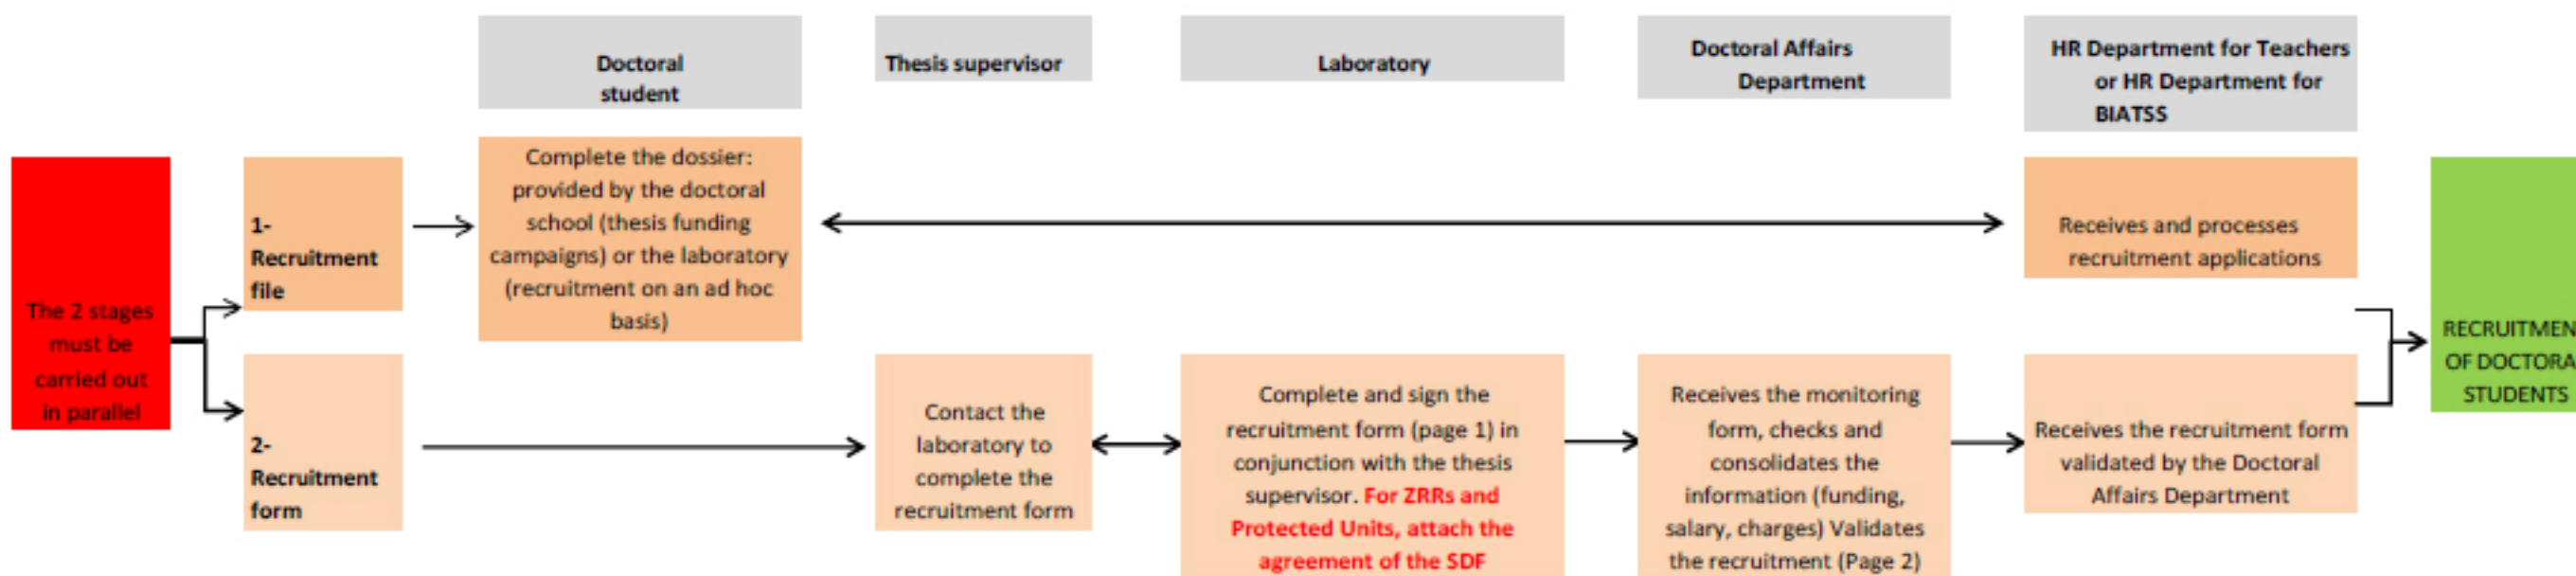 Doctoral
student
Thesis supervisor
Laboratory
Doctoral Affairs
Department
HR Department for Teachers
or HR Department for
BIATSS
The 2 stages
must be
carried out
in parallel
1-
Recruitment
file
Complete the dossier:
provided by the doctoral
school (thesis funding
campaigns) or the laboratory
(recruitment on an ad hoc
basis)
Receives and processes
recruitment applications
2-
Recruitment
form
Contact the
laboratory to
complete the
recruitment form
Complete and sign the
recruitment form (page 1) in
conjunction with the thesis
supervisor. For ZRRs and
Protected Units, attach the
agreement of the SDF
Receives the monitoring
form, checks and
consolidates the
information (funding,
salary, charges) Validates
the recruitment (Page 2)
Receives the recruitment form
validated by the Doctoral
Affairs Department
RECRUITMEN
OF DOCTORA
STUDENTS